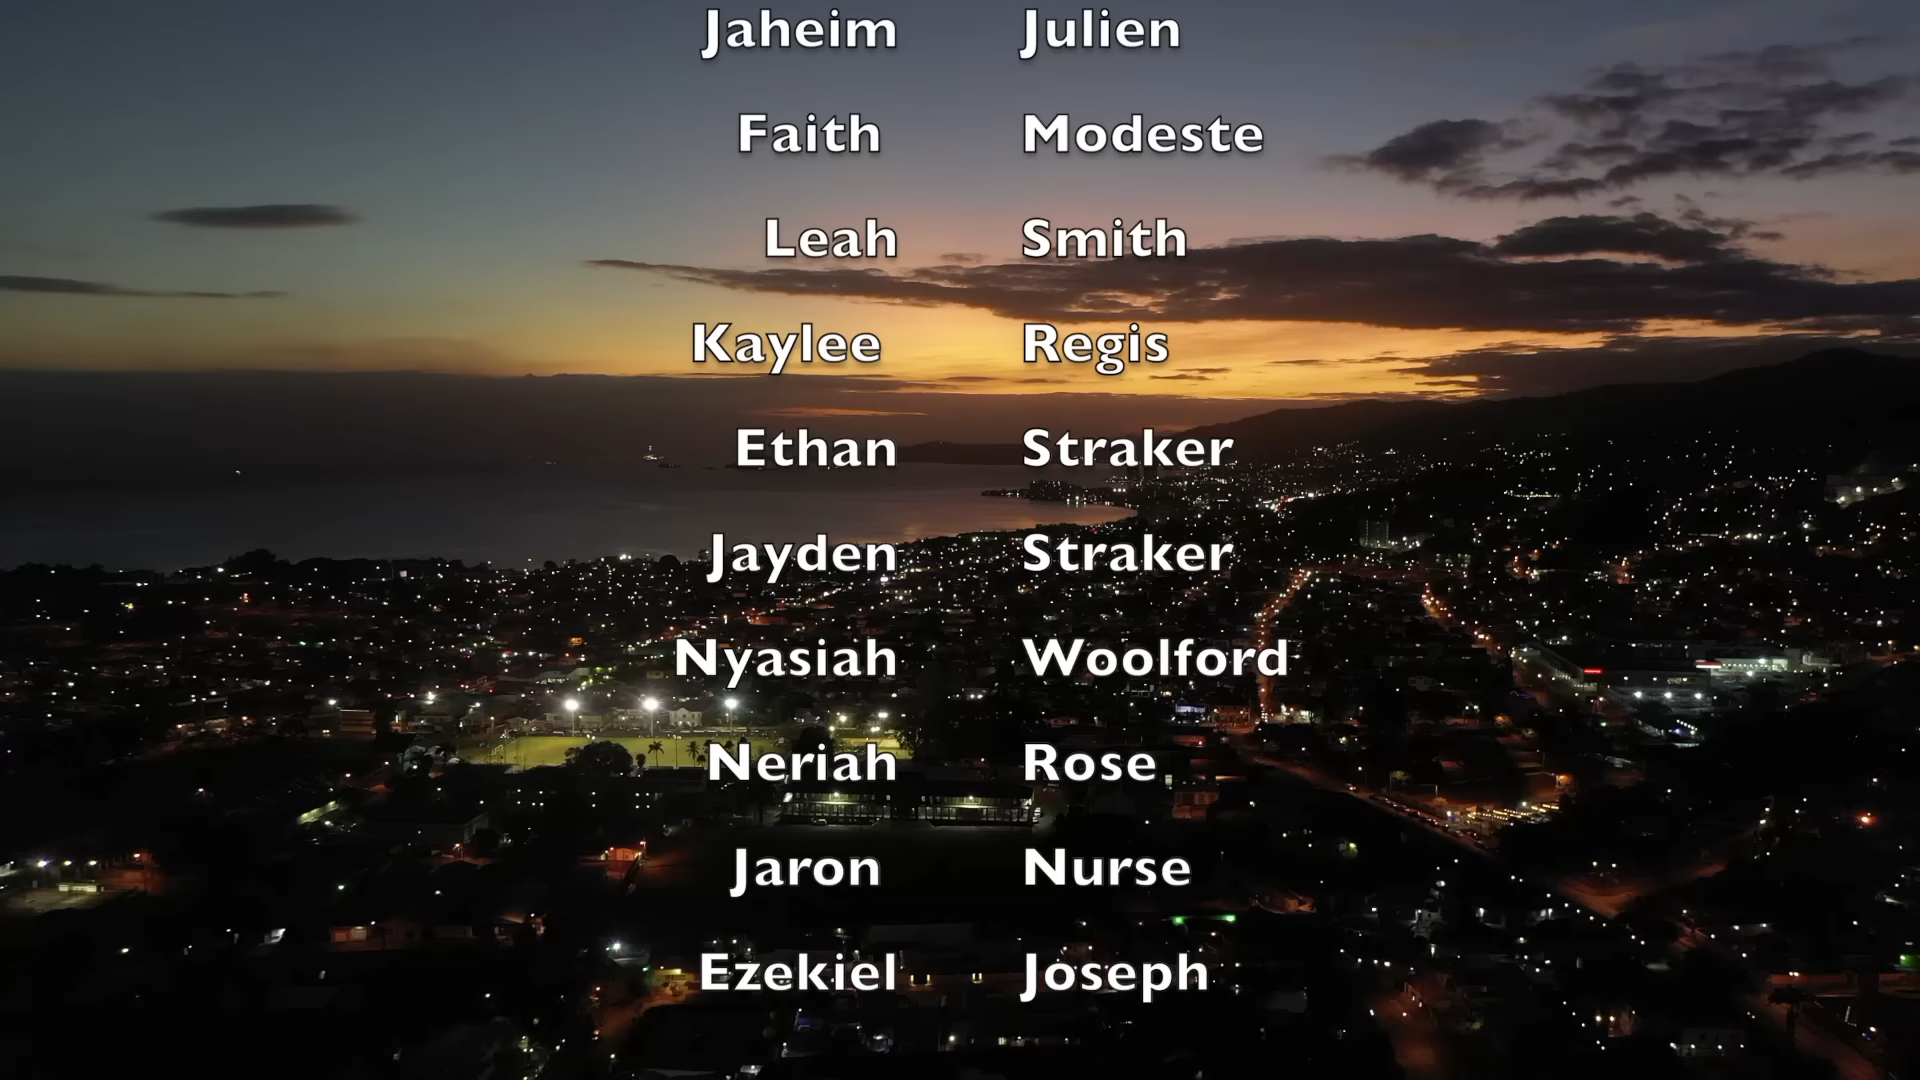 Jaheim Julien
Faith Modeste
Leah Smith
Kaylee Regis
Ethan Straker
Jayden Straker
Nyasiah Woolford
Neriah Rose
Jaron Nurse
Ezekiel Joseph